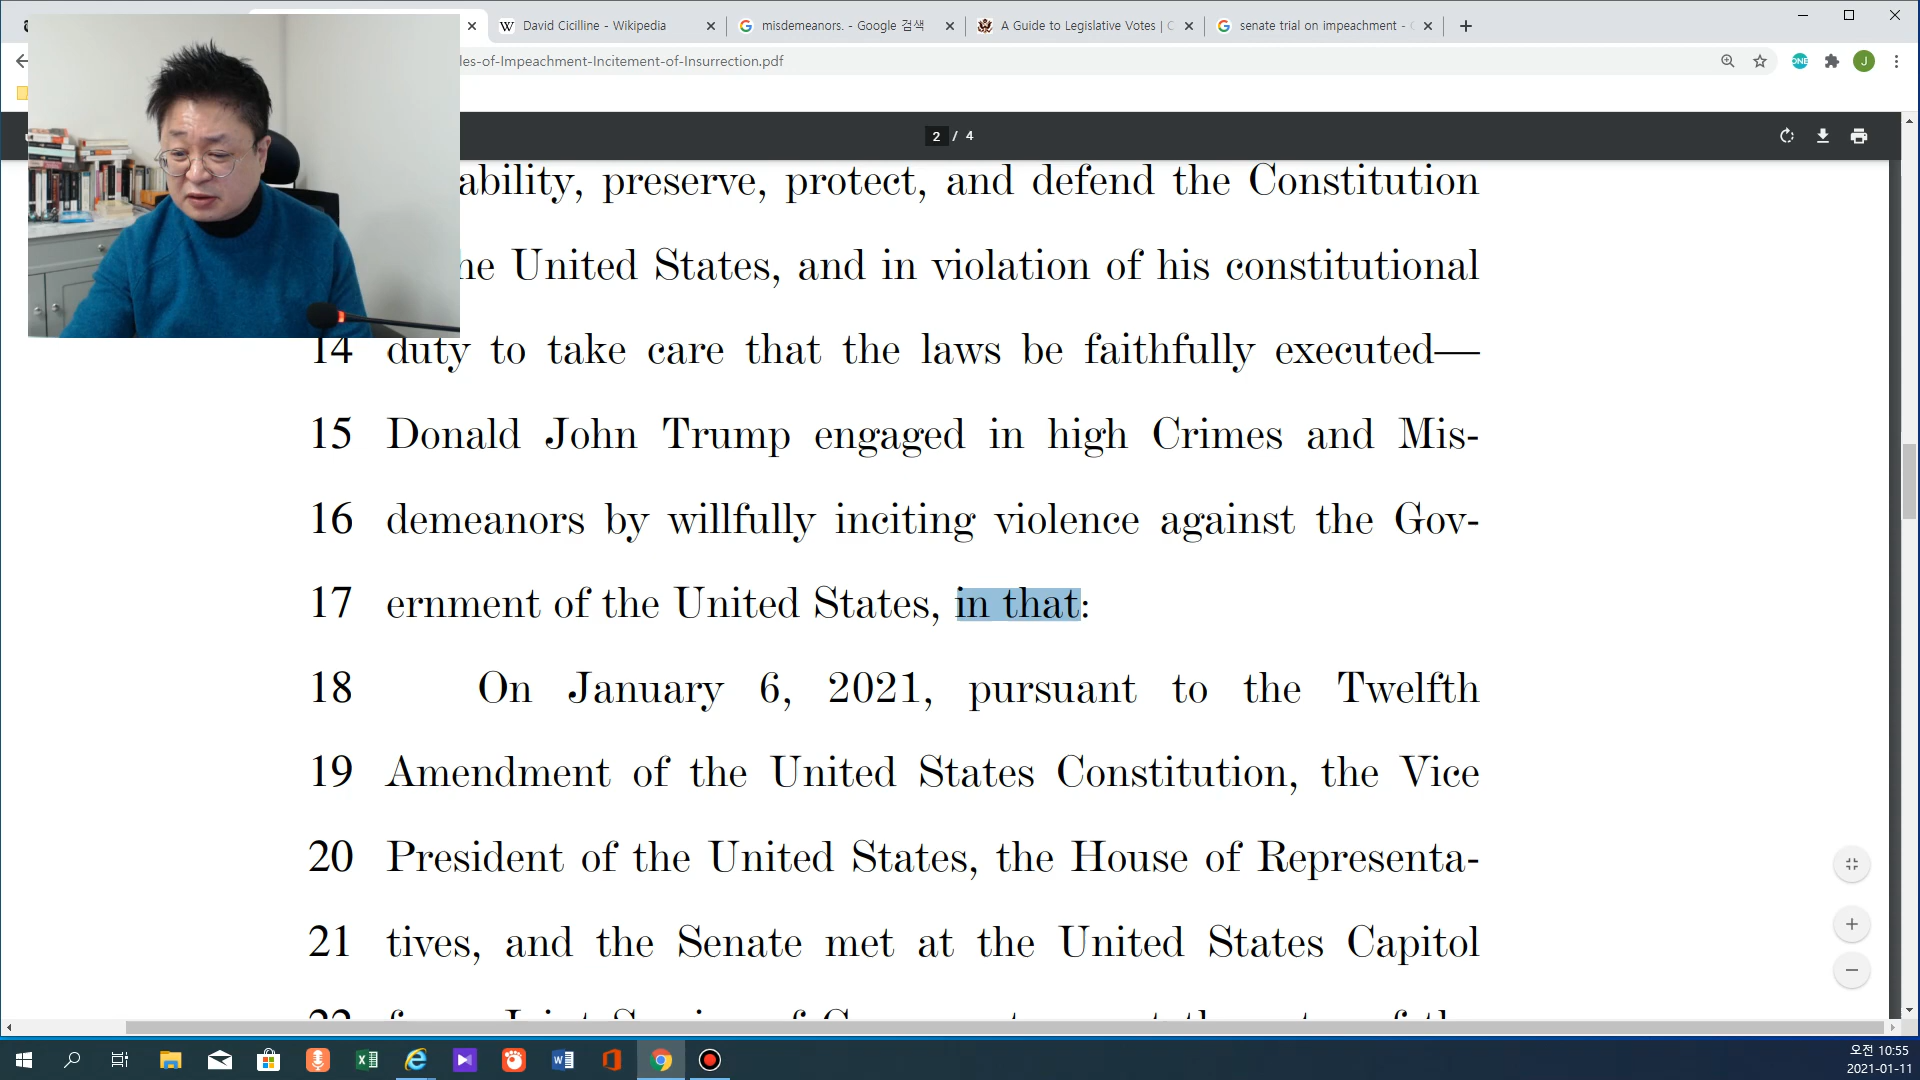 David Cicilline - Wikipedia
misdemeanors. - Google 검색
A Guide to Legislative Votes | C
senate trial on impeachment -
les-of-Impeachment-Incitement-of-Insurrection.pdf
ONE
J
2 / 4
ability, preserve, protect, and defend the Constitution
he United States, and in violation of his constitutional
14 duty to take care that the laws be faithfully executed—
15 Donald John Trump engaged in high Crimes and Mis-
16 demeanors by willfully inciting violence against the Gov-
17 ernment of the United States, in that:
18 On January 6, 2021, pursuant to the Twelfth
19 Amendment of the United States Constitution, the Vice
20 President of the United States, the House of Representa-
21 tives, and the Senate met at the United States Capitol
오전 10:55
2021-01-11